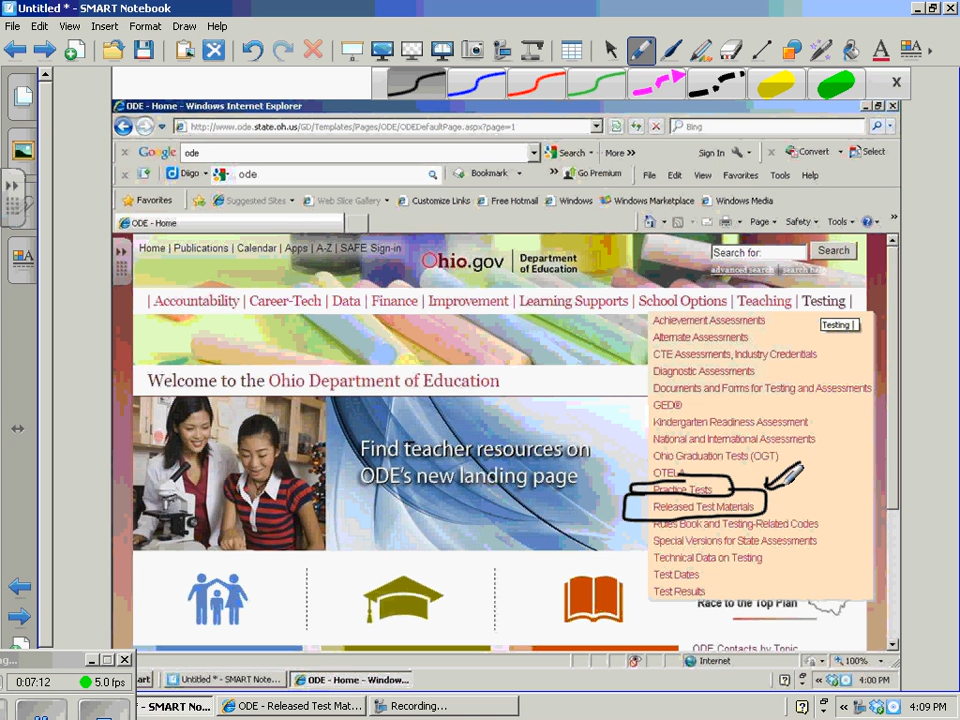 Untitled * - SMART Notebook
File Edit View Insert Format Draw Help
ODE - Home - Windows Internet Explorer
http://www.ode.state.oh.us/GD/Templates/Pages/ODE/ODEDefaultPage.aspx?page=1
Bing
Google ode Search More >> Sign In Convert Select
Diigo ode Bookmark >> Go Premium File Edit View Favorites Tools Help
Favorites Suggested Sites Web Slice Gallery Customize Links Free Hotmail Windows Windows Marketplace Windows Media
ODE - Home Page Safety Tools
Home | Publications | Calendar | Apps | A-Z | SAFE Sign-in
Ohio.gov Department of Education
Search for: Search
advanced search search help
| Accountability | Career-Tech | Data | Finance | Improvement | Learning Supports | School Options | Teaching | Testing |
Testing |
Achievement Assessments
Alternate Assessments
CTE Assessments, Industry Credentials
Diagnostic Assessments
Documents and Forms for Testing and Assessments
GED®
Kindergarten Readiness Assessment
National and International Assessments
Ohio Graduation Tests (OGT)
OTELA
Practice Tests
Released Test Materials
Rules Book and Testing-Related Codes
Special Versions for State Assessments
Technical Data on Testing
Test Dates
Test Results
Welcome to the Ohio Department of Education
Find teacher resources on
ODE's new landing page
Race to the Top Plan
ODE Contacts by Topic
Internet 100%
Untitled * - SMART Note... ODE - Home - Window... 4:00 PM
0:07:12 5.0 fps
- SMART No... ODE - Released Test Mat... Recording... 4:09 PM